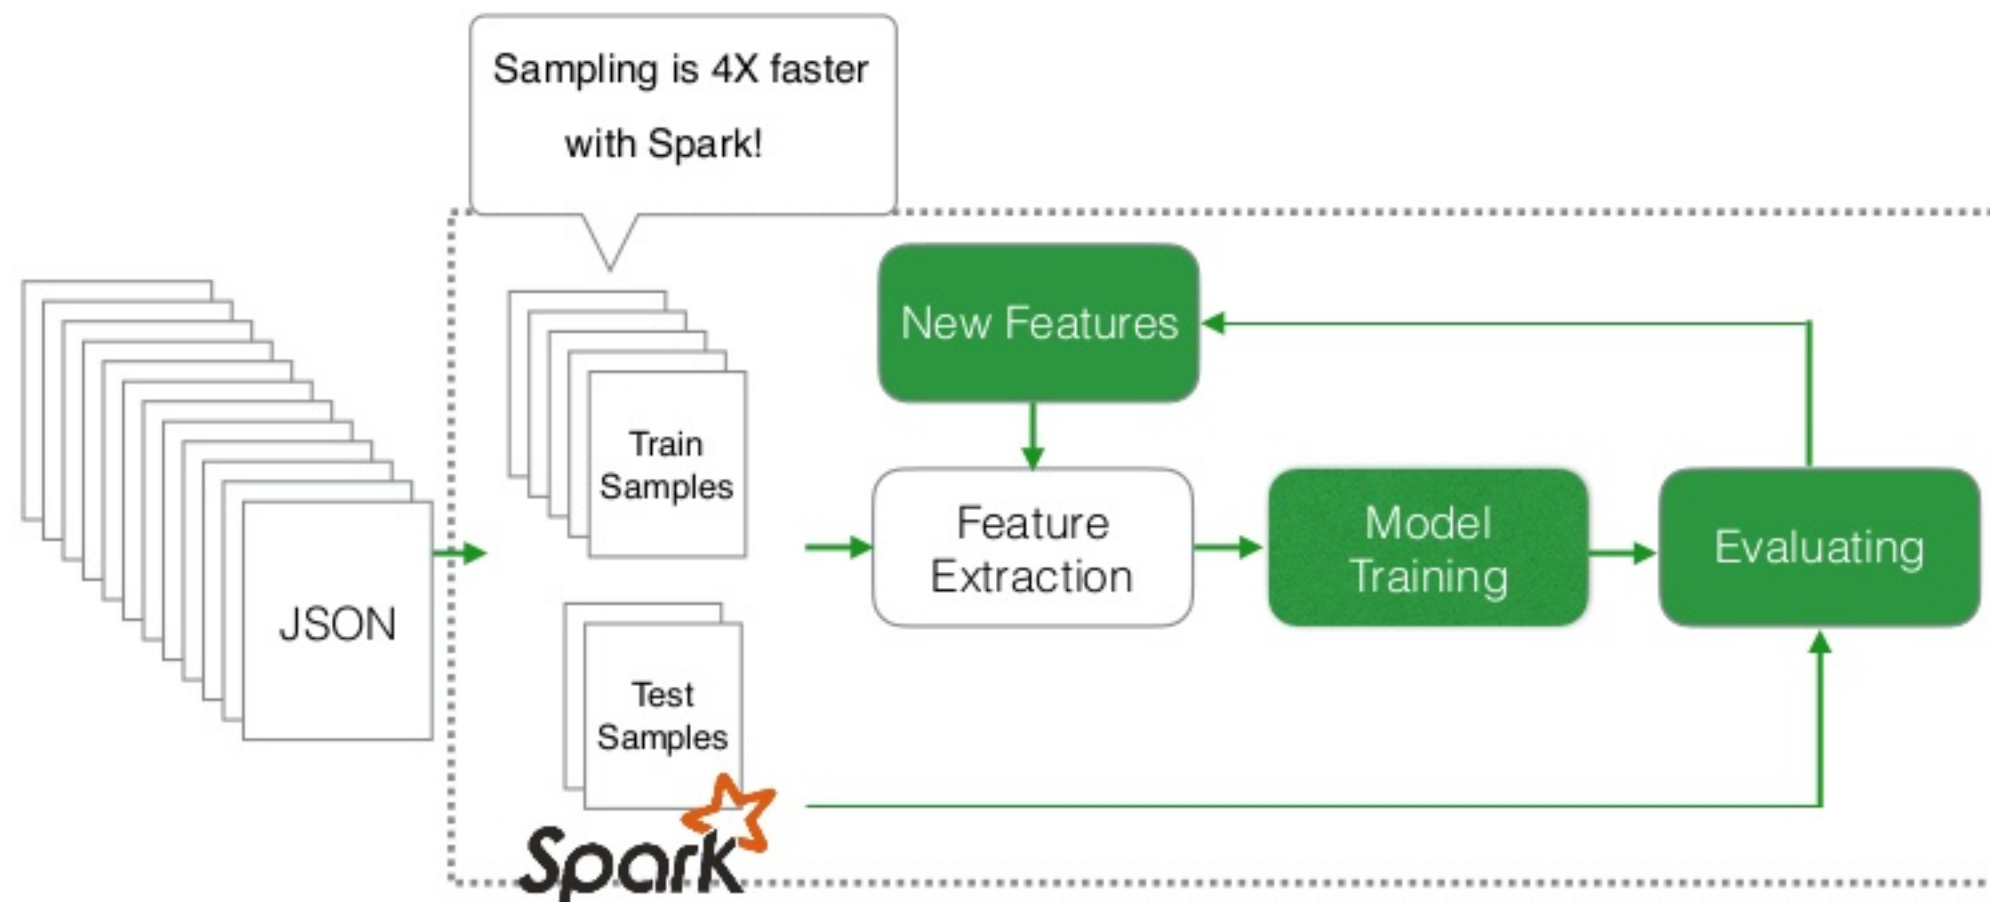 Sampling is 4X faster
with Spark!
New Features
Train
Samples
Feature
Extraction
Model
Training
Evaluating
JSON
Test
Samples
Spark